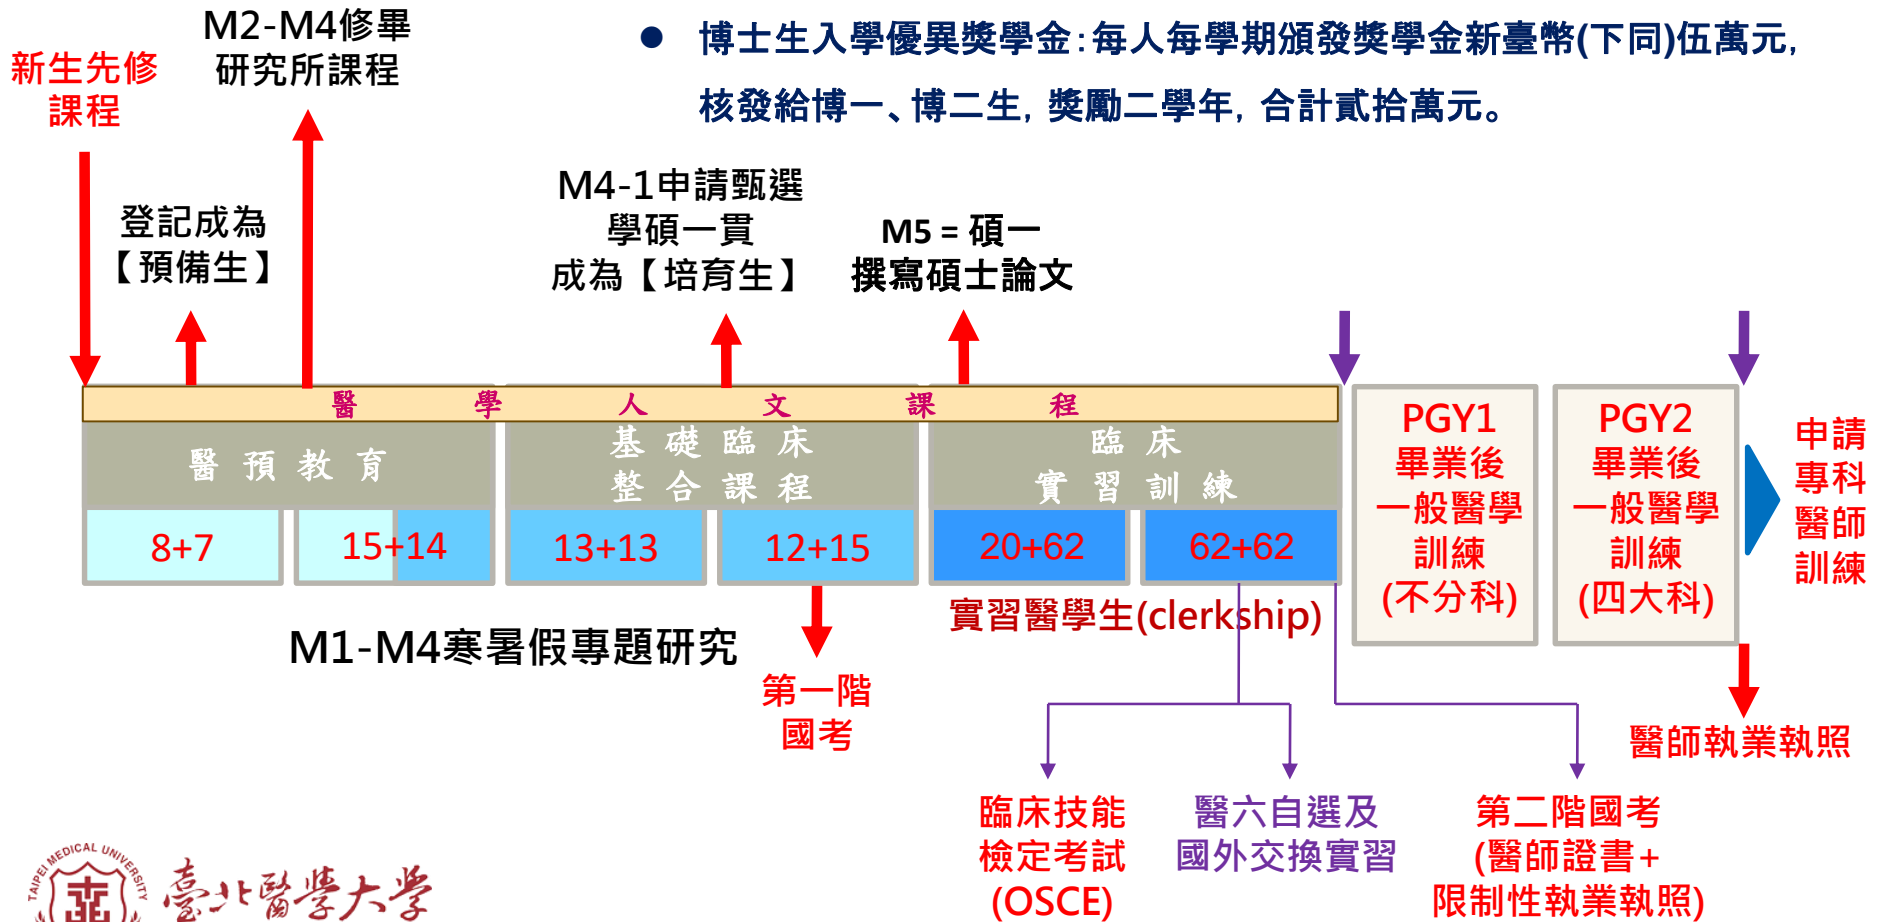 新生先修
課程
M2-M4修畢
研究所課程
● 博士生入學優異獎學金：每人每學期頒發獎學金新臺幣(下同)伍萬元，
核發給博一、博二生，獎勵二學年，合計貳拾萬元。
登記成為
【預備生】
M4-1申請甄選
學碩一貫
成為【培育生】
M5 = 碩一
撰寫碩士論文
醫 學 人 文 課 程
醫 預 教 育
基 礎 臨 床
整 合 課 程
臨 床
實 習 訓 練
8+7
15+14
13+13
12+15
20+62
62+62
PGY1
畢業後
一般醫學
訓練
(不分科)
PGY2
畢業後
一般醫學
訓練
(四大科)
申請
專科
醫師
訓練
實習醫學生(clerkship)
M1-M4寒暑假專題研究
第一階
國考
醫師執業執照
臨床技能
檢定考試
(OSCE)
醫六自選及
國外交換實習
第二階國考
(醫師證書+
限制性執業執照)
TAIPEI MEDICAL UNIVERSITY
臺北醫學大學